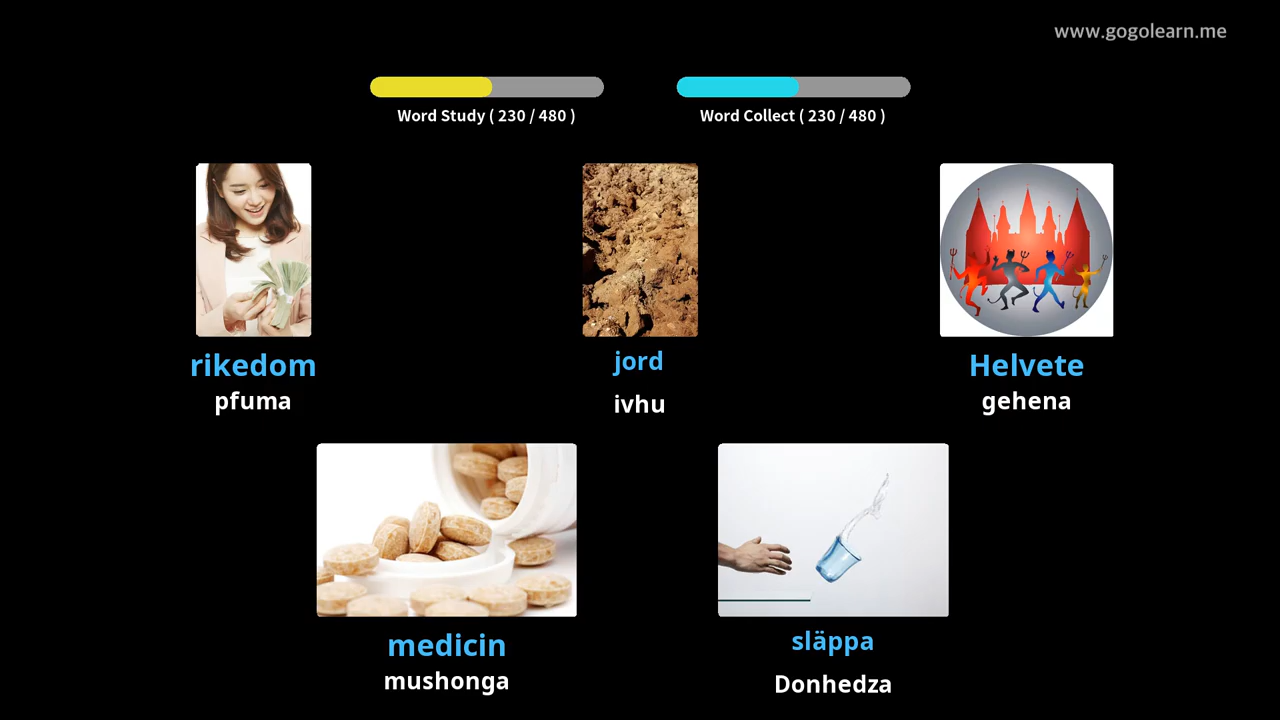 www.gogolearn.me
Word Study ( 230 / 480 )
Word Collect ( 230 / 480 )
rikedom
pfuma
jord
ivhu
Helvete
gehena
medicin
mushonga
släppa
Donhedza